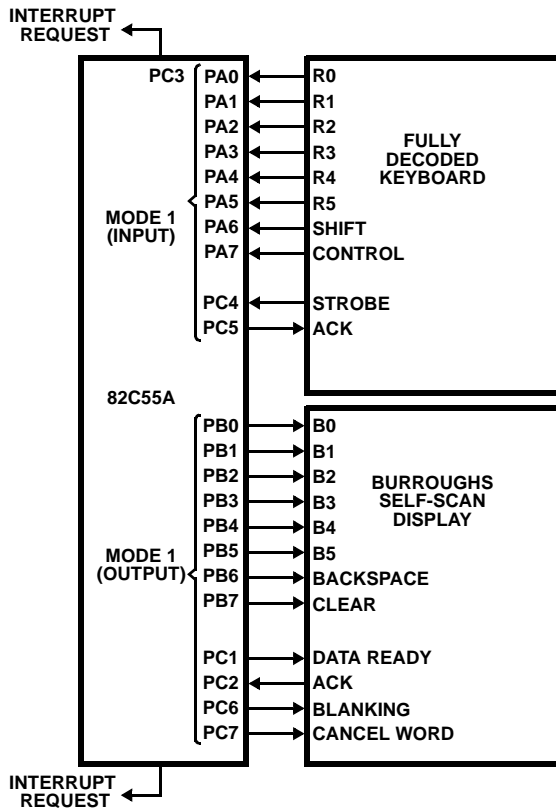 INTERRUPT
REQUEST
PC3 PA0 R0
PA1 R1
PA2 R2
PA3 R3
PA4 R4
PA5 R5
PA6 SHIFT
PA7 CONTROL
MODE 1
(INPUT)
FULLY
DECODED
KEYBOARD
PC4 STROBE
PC5 ACK
82C55A
PB0 B0
PB1 B1
PB2 B2
PB3 B3
PB4 B4
PB5 B5
PB6 BACKSPACE
PB7 CLEAR
MODE 1
(OUTPUT)
BURROUGHS
SELF-SCAN
DISPLAY
PC1 DATA READY
PC2 ACK
PC6 BLANKING
PC7 CANCEL WORD
INTERRUPT
REQUEST